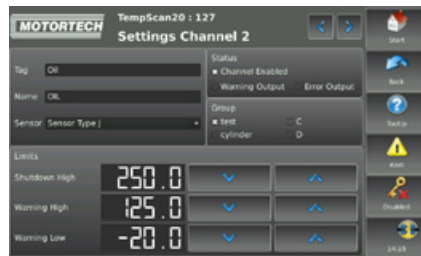 MOTORTECH
TempScan20 : 127
Settings Channel 2
Start
Tag Oil
Name OIL
Sensor Sensor Type J
Status
Channel Enabled
Warning Output Error Output
Group
test C
cylinder D
Back
Tooltip
Limits
Shutdown High 250.0
Warning High 125.0
Warning Low -20.0
Disabled
14:19